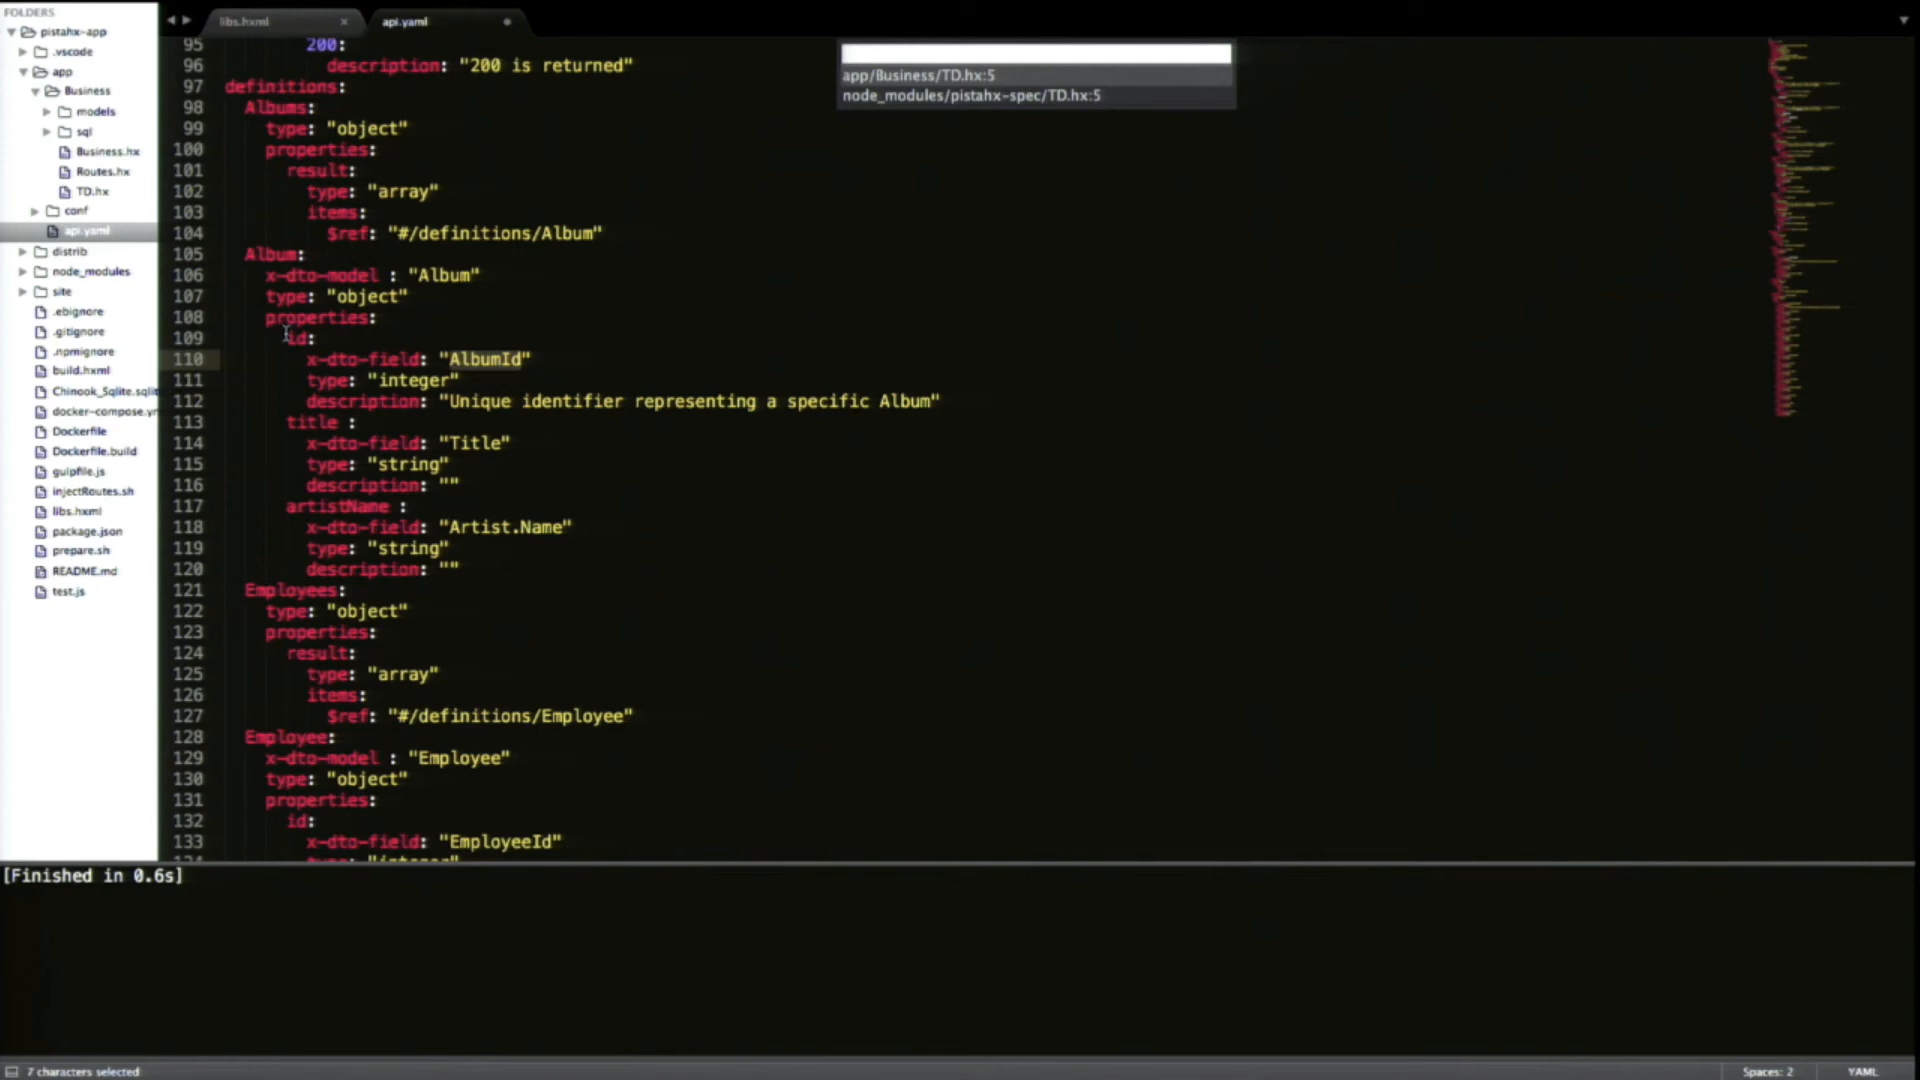 FOLDERS
pistahx-app
.vscode
app
Business
models
sql
Business.hx
Routes.hx
TD.hx
conf
api.yaml
distrib
node_modules
site
.ebignore
.gitignore
.npmignore
build.hxml
Chinook_Sqlite.sqlit
docker-compose.yr
Dockerfile
Dockerfile.build
gulpfile.js
injectRoutes.sh
libs.hxml
package.json
prepare.sh
README.md
test.js
libs.hxml
api.yaml
app/Business/TD.hx:5
node_modules/pistahx-spec/TD.hx:5
95 200:
96 description: "200 is returned"
97 definitions:
98 Albums:
99 type: "object"
100 properties:
101 result:
102 type: "array"
103 items:
104 $ref: "#/definitions/Album"
105 Album:
106 x-dto-model : "Album"
107 type: "object"
108 properties:
109 id:
110 x-dto-field: "AlbumId"
111 type: "integer"
112 description: "Unique identifier representing a specific Album"
113 title :
114 x-dto-field: "Title"
115 type: "string"
116 description: ""
117 artistName :
118 x-dto-field: "Artist.Name"
119 type: "string"
120 description: ""
121 Employees:
122 type: "object"
123 properties:
124 result:
125 type: "array"
126 items:
127 $ref: "#/definitions/Employee"
128 Employee:
129 x-dto-model : "Employee"
130 type: "object"
131 properties:
132 id:
133 x-dto-field: "EmployeeId"
134 type: "integer"
[Finished in 0.6s]
7 characters selected
Spaces: 2
YAML